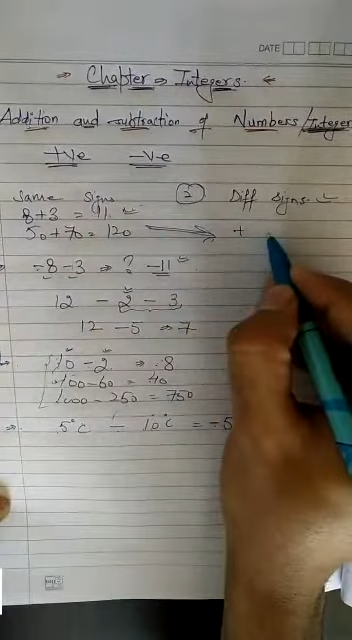 DATE
⇒ Chapter ⇒ Integers. ←
Addition and subtraction of Numbers/Integer
+ve -ve
Same Signs
8+3 = 11
50+70 = 120
-8-3 ⇒ ? -11
12 - 2 - 3
12 - 5 ⇒ 7
10 - 2 ⇒ 8
100-60 = 40
1000 - 250 = 750
⇒ 5°C - 10°C = -5
② Diff Signs.
+